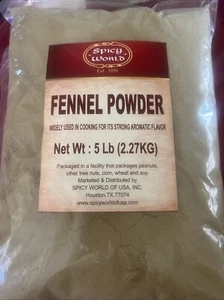 Spicy
World
Est. 1990
FENNEL POWDER
WIDELY USED IN COOKING FOR ITS STRONG AROMATIC FLAVOR
Net Wt : 5 Lb (2.27KG)
Packaged in a facility that packages peanuts,
other tree nuts, corn, wheat and soy
Marketed & Distributed by
SPICY WORLD OF USA, INC
Houston,TX 77074
www.spicyworldofusa.com